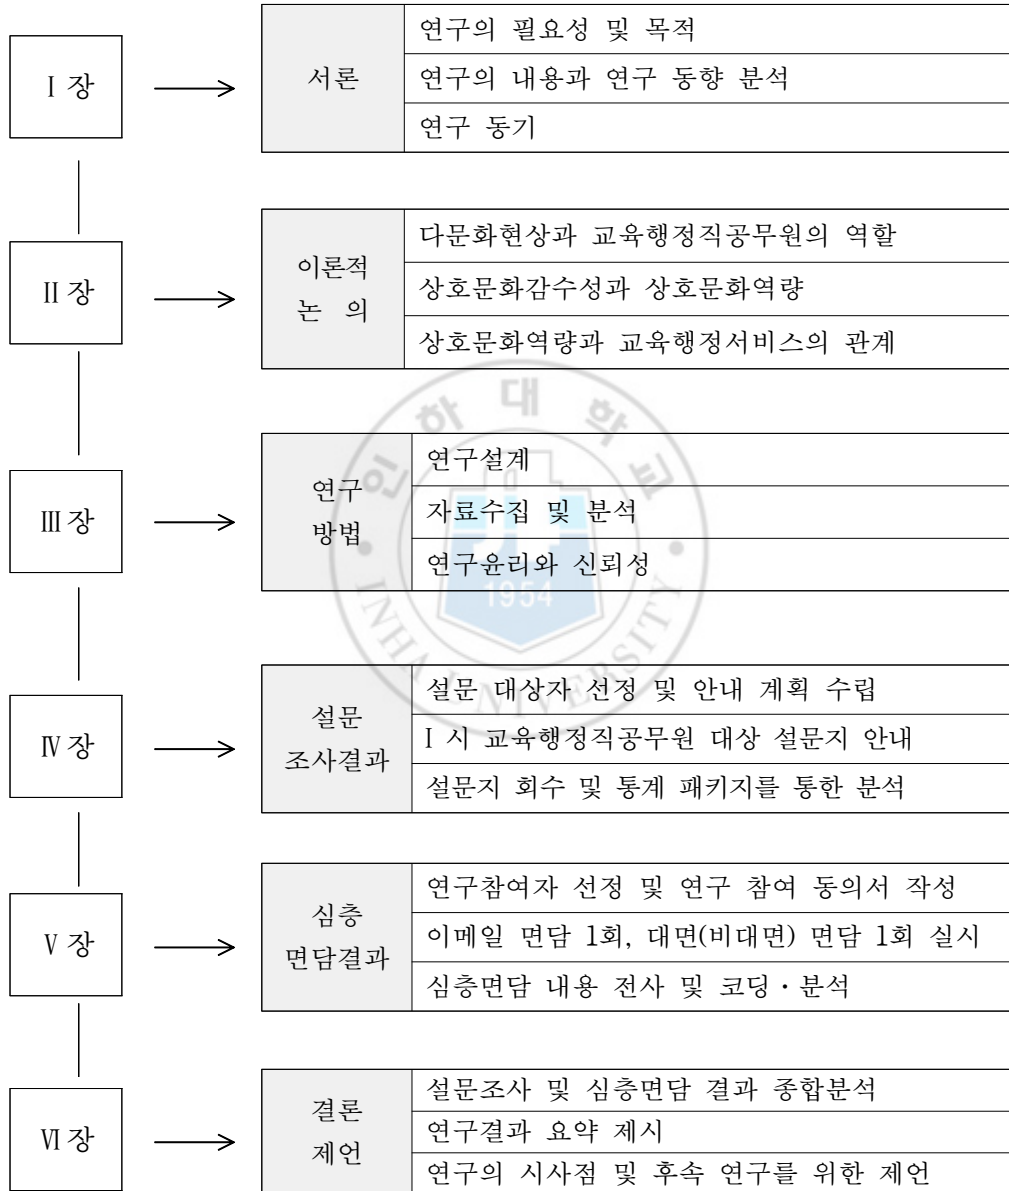 Ⅰ장
서론
연구의 필요성 및 목적
연구의 내용과 연구 동향 분석
연구 동기
Ⅱ장
이론적
논 의
다문화현상과 교육행정직공무원의 역할
상호문화감수성과 상호문화역량
상호문화역량과 교육행정서비스의 관계
Ⅲ장
연구
방법
연구설계
자료수집 및 분석
연구윤리와 신뢰성
인하대학교
1954
INHA UNIVERSITY
Ⅳ장
설문
조사결과
설문 대상자 선정 및 안내 계획 수립
I 시 교육행정직공무원 대상 설문지 안내
설문지 회수 및 통계 패키지를 통한 분석
Ⅴ장
심층
면담결과
연구참여자 선정 및 연구 참여 동의서 작성
이메일 면담 1회, 대면(비대면) 면담 1회 실시
심층면담 내용 전사 및 코딩・분석
Ⅵ장
결론
제언
설문조사 및 심층면담 결과 종합분석
연구결과 요약 제시
연구의 시사점 및 후속 연구를 위한 제언